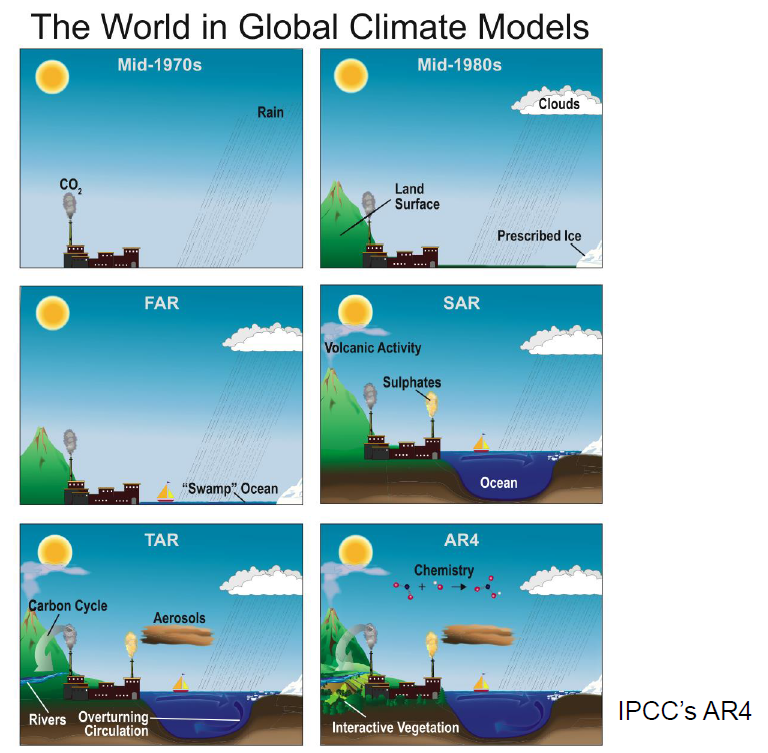 The World in Global Climate Models
Mid-1970s
Rain
CO₂
Mid-1980s
Clouds
Land
Surface
Prescribed Ice
FAR
"Swamp" Ocean
SAR
Volcanic Activity
Sulphates
Ocean
TAR
Carbon Cycle
Aerosols
Rivers
Overturning
Circulation
AR4
Chemistry
Interactive Vegetation
IPCC's AR4